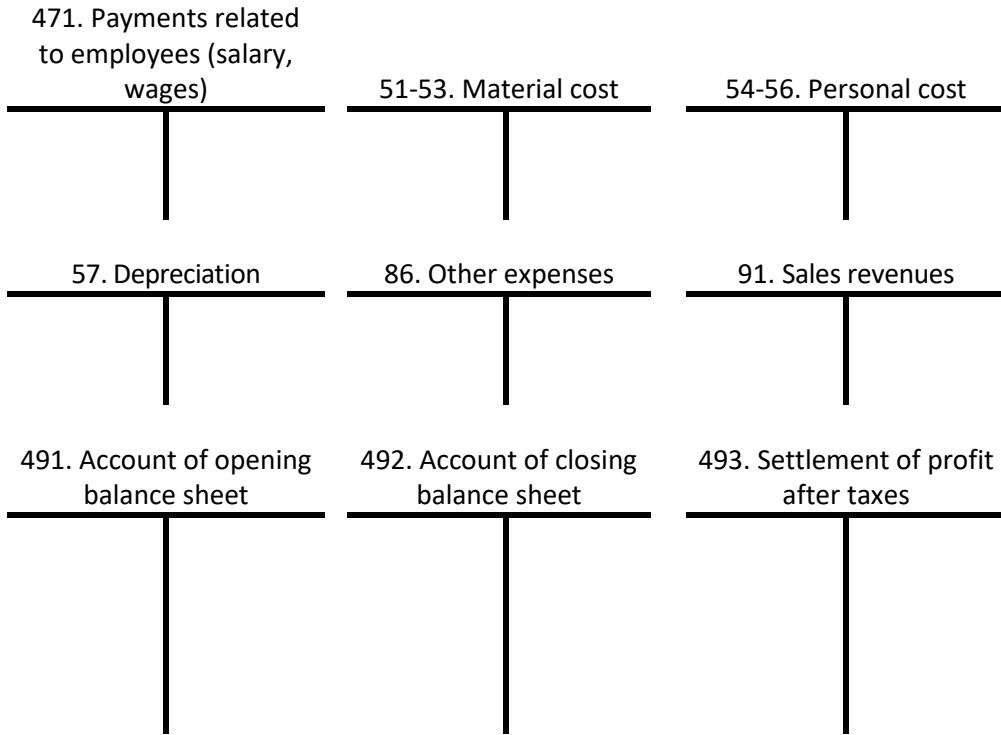 471. Payments related
to employees (salary,
wages)
51-53. Material cost
54-56. Personal cost
57. Depreciation
86. Other expenses
91. Sales revenues
491. Account of opening
balance sheet
492. Account of closing
balance sheet
493. Settlement of profit
after taxes